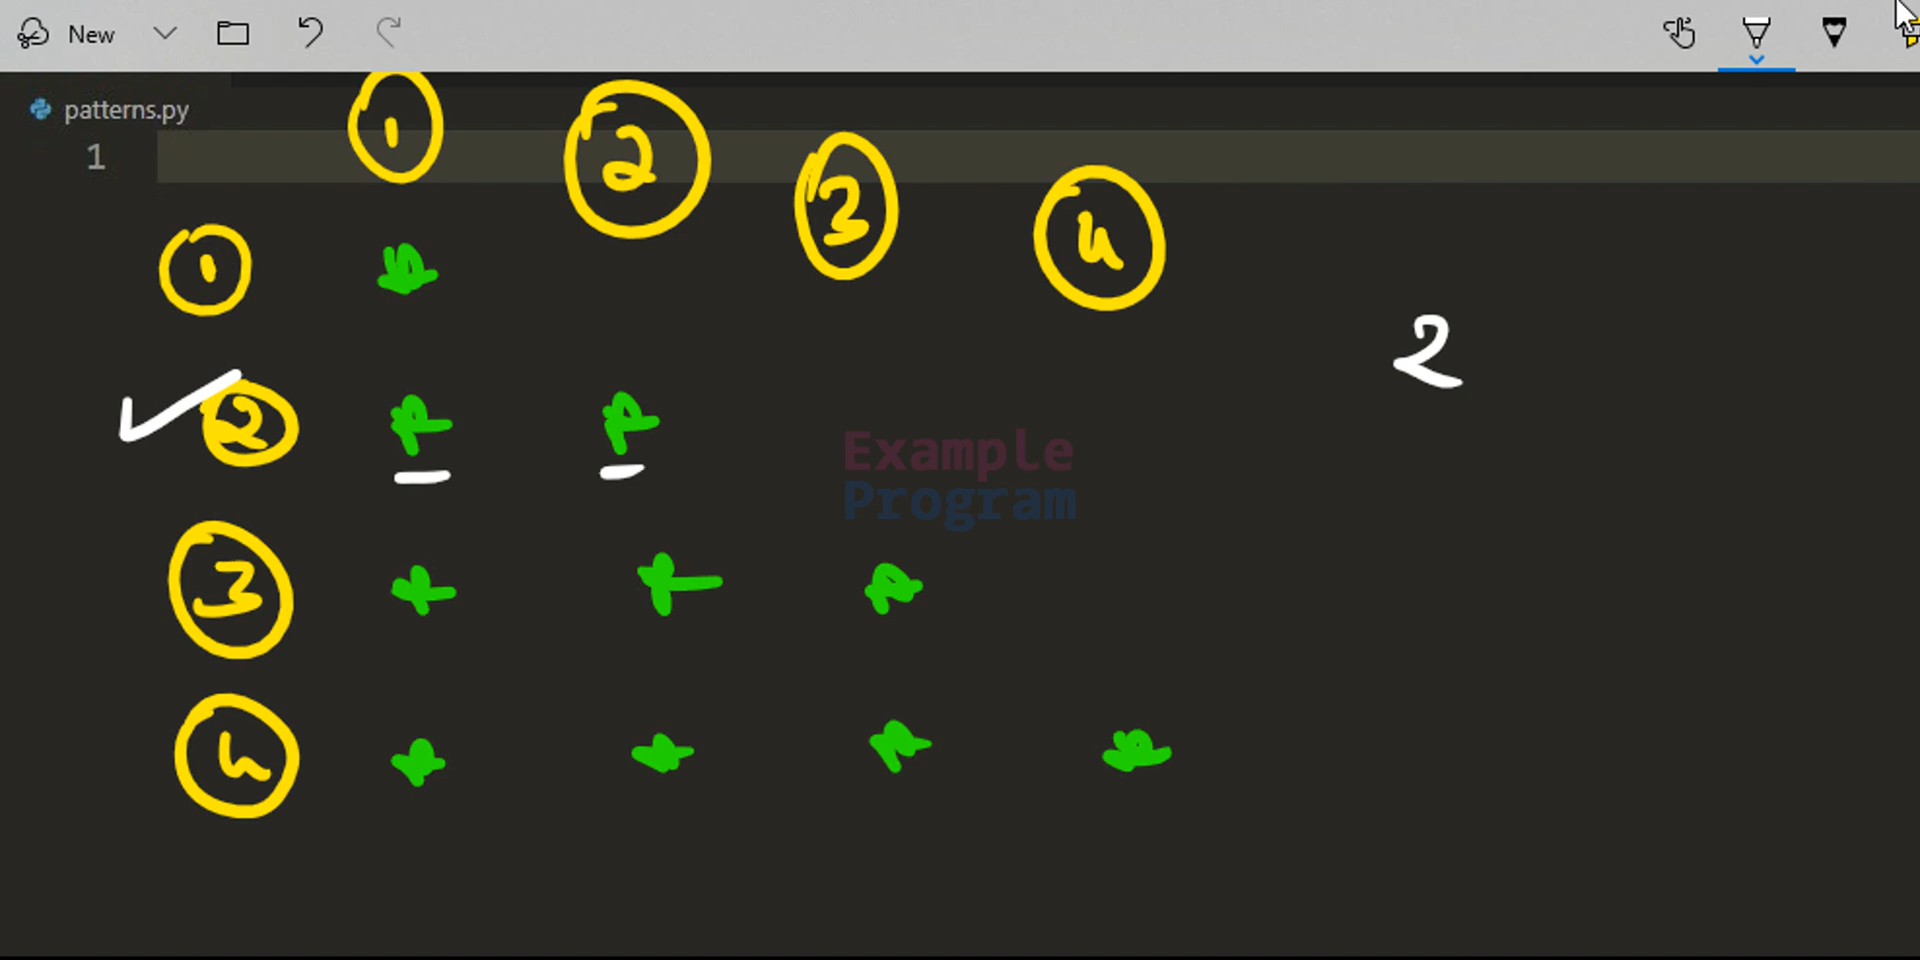 New
patterns.py
1
1 2 3 4
1 *
2 * * 2
3 * * *
4 * * * *
Example
Program